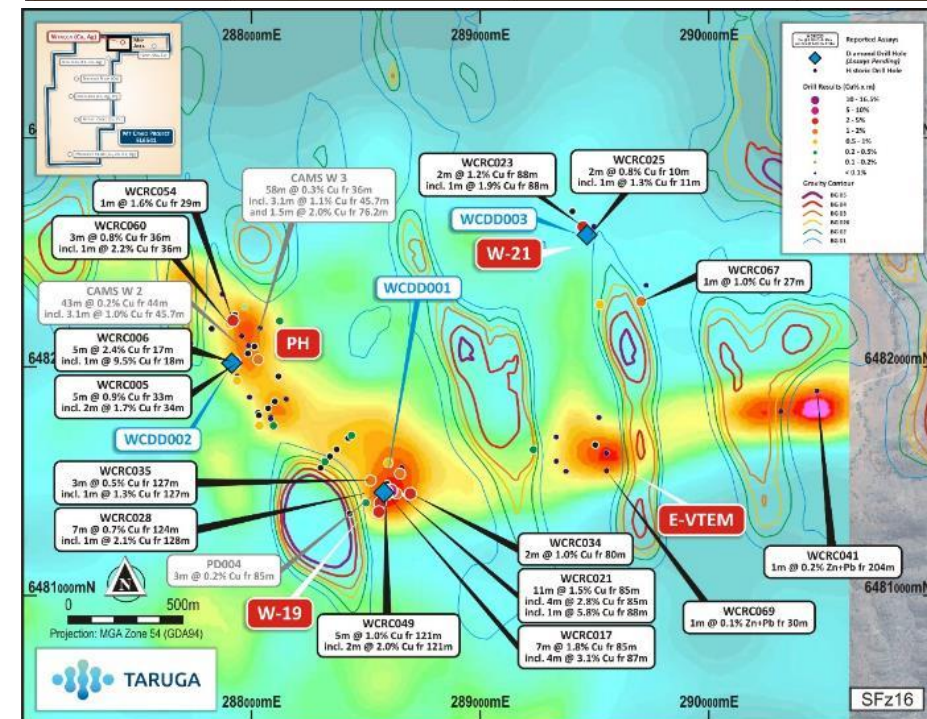 288000mE
289000mE
290000mE
WCRC054
1m @ 1.6% Cu fr 29m
WCRC060
3m @ 0.8% Cu fr 36m
incl. 1m @ 2.2% Cu fr 36m
CAMS W 3
58m @ 0.3% Cu fr 36m
incl. 3.1m @ 1.1% Cu fr 45.7m
and 1.5m @ 2.0% Cu fr 76.2m
CAMS W 2
43m @ 0.2% Cu fr 44m
incl. 3.1m @ 1.0% Cu fr 45.7m
WCRC006
5m @ 2.4% Cu fr 17m
incl. 1m @ 9.5% Cu fr 18m
WCRC005
5m @ 0.9% Cu fr 33m
incl. 2m @ 1.7% Cu fr 34m
WCDD002
PH
WCDD001
WCRC023
2m @ 1.2% Cu fr 88m
incl. 1m @ 1.9% Cu fr 88m
WCRC025
2m @ 0.8% Cu fr 10m
incl. 1m @ 1.3% Cu fr 11m
WCDD003
W-21
WCRC067
1m @ 1.0% Cu fr 27m
Reported Assays
Diamond Drill Hole
(Assays Pending)
Historic Drill Hole
Drill Results (Cu% x m)
10 - 16.5%
5 - 10%
2 - 5%
1 - 2%
0.5 - 1%
0.2 - 0.5%
0.1 - 0.2%
< 0.1%
Gravity Contour
6482000mN
WCRC035
3m @ 0.5% Cu fr 127m
incl. 1m @ 1.3% Cu fr 127m
WCRC028
7m @ 0.7% Cu fr 124m
incl. 1m @ 2.1% Cu fr 128m
PD004
3m @ 0.2% Cu fr 85m
W-19
WCRC049
5m @ 1.0% Cu fr 121m
incl. 2m @ 2.0% Cu fr 121m
WCRC034
2m @ 1.0% Cu fr 80m
WCRC021
11m @ 1.5% Cu fr 85m
incl. 4m @ 2.8% Cu fr 85m
incl. 1m @ 5.8% Cu fr 88m
WCRC017
7m @ 1.8% Cu fr 85m
incl. 4m @ 3.1% Cu fr 87m
E-VTEM
WCRC069
1m @ 0.1% Zn+Pb fr 30m
WCRC041
1m @ 0.2% Zn+Pb fr 204m
6481000mN
N
0 500m
Projection: MGA Zone 54 (GDA94)
TARUGA
288000mE
289000mE
290000mE
SFz16